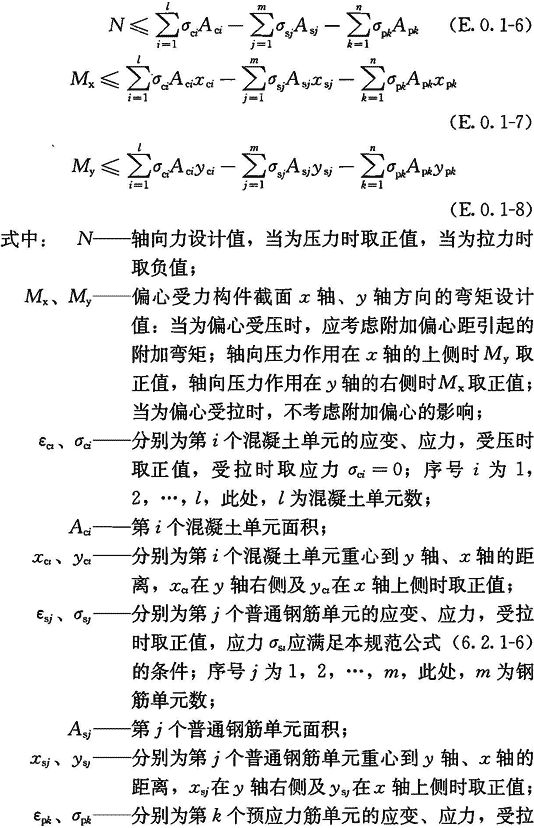 N ≤ \sum_{i=1}^{l} σ_{ci}A_{ci} − \sum_{j=1}^{m} σ_{sj}A_{sj} − \sum_{k=1}^{n} σ_{pk}A_{pk} (E.0.1-6)
M_x ≤ \sum_{i=1}^{l} σ_{ci}A_{ci}x_{ci} − \sum_{j=1}^{m} σ_{sj}A_{sj}x_{sj} − \sum_{k=1}^{n} σ_{pk}A_{pk}x_{pk}
(E.0.1-7)
M_y ≤ \sum_{i=1}^{l} σ_{ci}A_{ci}y_{ci} − \sum_{j=1}^{m} σ_{sj}A_{sj}y_{sj} − \sum_{k=1}^{n} σ_{pk}A_{pk}y_{pk}
(E.0.1-8)
式中： N——轴向力设计值，当为压力时取正值，当为拉力时
取负值；
M_x、M_y——偏心受力构件截面 x 轴、y 轴方向的弯矩设计
值：当为偏心受压时，应考虑附加偏心距引起的
附加弯矩；轴向压力作用在 x 轴的上侧时 M_y 取
正值，轴向压力作用在 y 轴的右侧时 M_x 取正值；
当为偏心受拉时，不考虑附加偏心的影响；
ε_{ci}、σ_{ci}——分别为第 i 个混凝土单元的应变、应力，受压时
取正值，受拉时取应力 σ_{ci}＝0；序号 i 为 1，
2，…，l，此处，l 为混凝土单元数；
A_{ci}——第 i 个混凝土单元面积；
x_{ci}、y_{ci}——分别为第 i 个混凝土单元重心到 y 轴、x 轴的距
离，x_{ci} 在 y 轴右侧及 y_{ci} 在 x 轴上侧时取正值；
ε_{sj}、σ_{sj}——分别为第 j 个普通钢筋单元的应变、应力，受拉
时取正值，应力 σ_{si} 应满足本规范公式（6.2.1-6）
的条件；序号 j 为 1，2，…，m，此处，m 为钢
筋单元数；
A_{sj}——第 j 个普通钢筋单元面积；
x_{sj}、y_{sj}——分别为第 j 个普通钢筋单元重心到 y 轴、x 轴的
距离，x_{sj} 在 y 轴右侧及 y_{sj} 在 x 轴上侧时取正值；
ε_{pk}、σ_{pk}——分别为第 k 个预应力筋单元的应变、应力，受拉